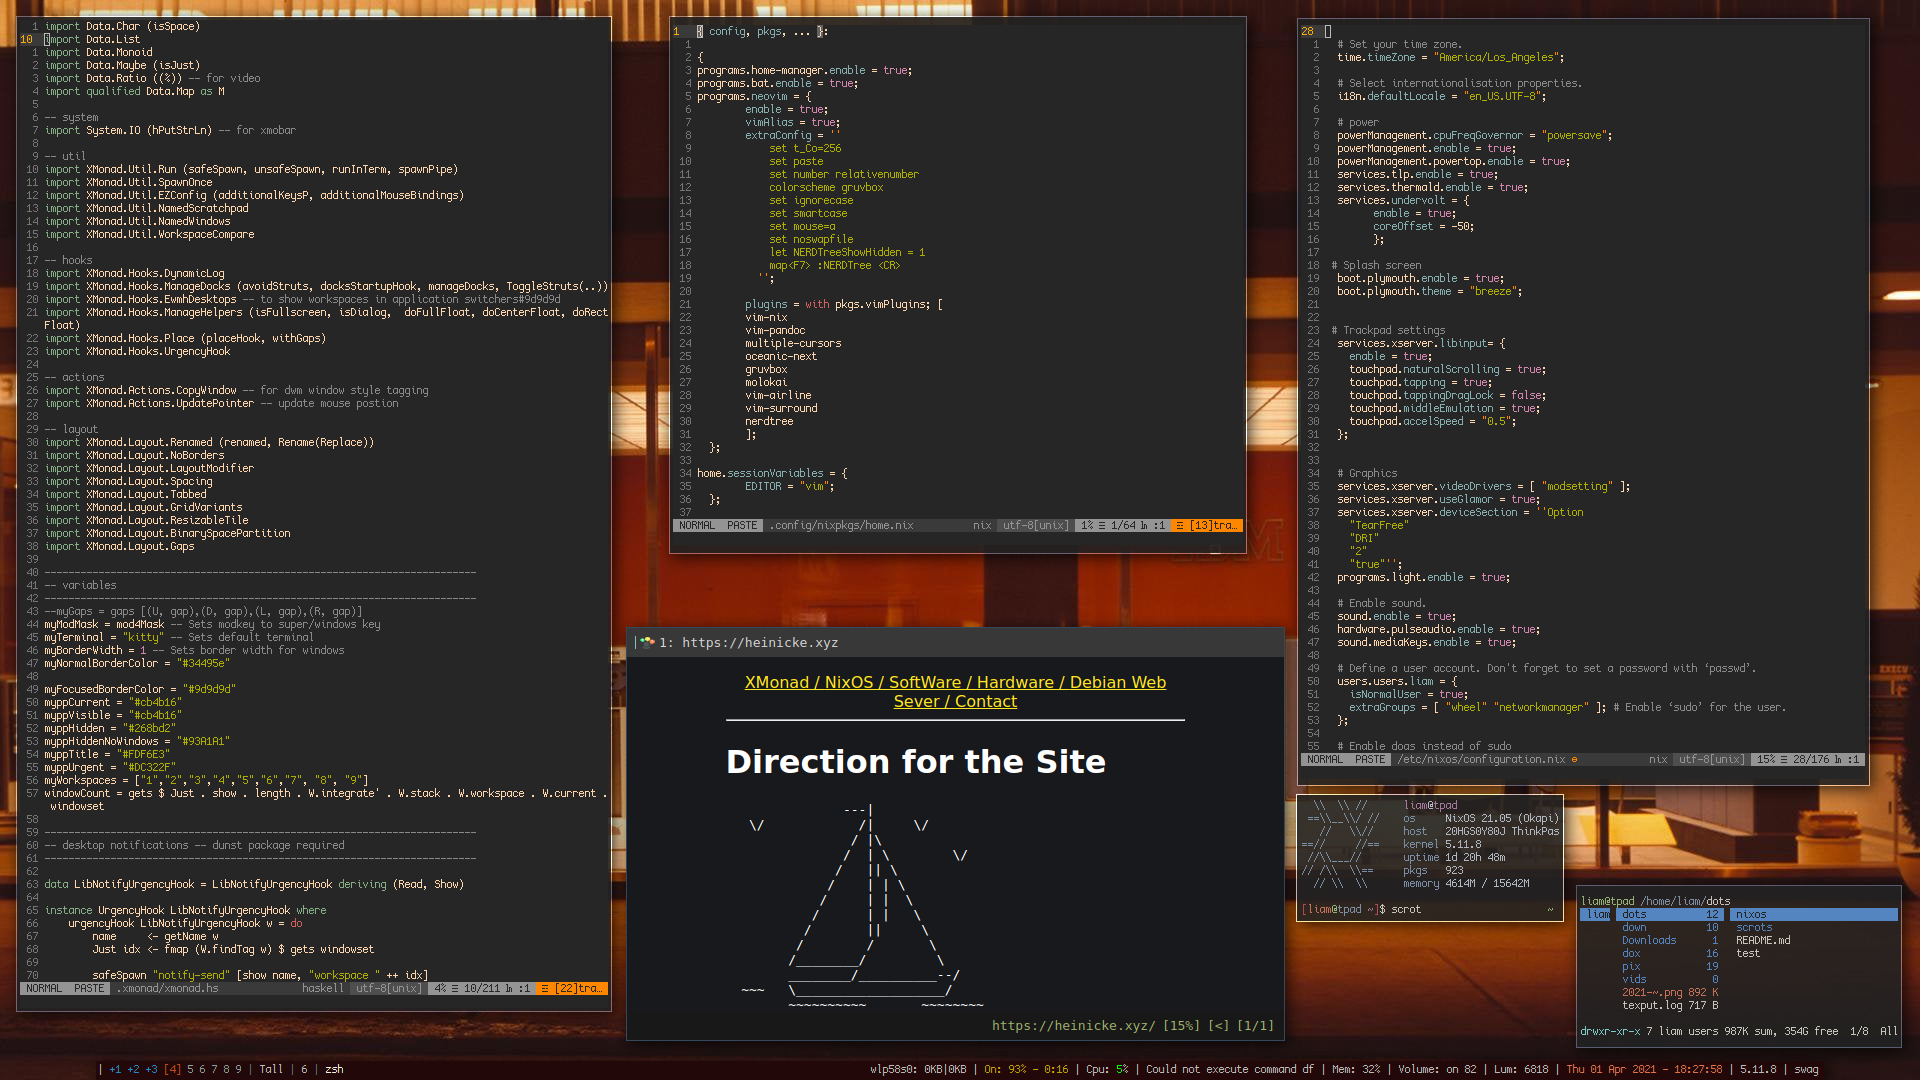 1 import Data.Char (isSpace)
10 import Data.List
1 import Data.Monoid
2 import Data.Maybe (isJust)
3 import Data.Ratio ((%)) -- for video
4 import qualified Data.Map as M
5
6 -- system
7 import System.IO (hPutStrLn) -- for xmobar
8
9 -- util
10 import XMonad.Util.Run (safeSpawn, unsafeSpawn, runInTerm, spawnPipe)
11 import XMonad.Util.SpawnOnce
12 import XMonad.Util.EZConfig (additionalKeysP, additionalMouseBindings)
13 import XMonad.Util.NamedScratchpad
14 import XMonad.Util.NamedWindows
15 import XMonad.Util.WorkspaceCompare
16
17 -- hooks
18 import XMonad.Hooks.DynamicLog
19 import XMonad.Hooks.ManageDocks (avoidStruts, docksStartupHook, manageDocks, ToggleStruts(..))
20 import XMonad.Hooks.EwmhDesktops -- to show workspaces in application switchers#9d9d9d
21 import XMonad.Hooks.ManageHelpers (isFullscreen, isDialog,  doFullFloat, doCenterFloat, doRect
Float)
22 import XMonad.Hooks.Place (placeHook, withGaps)
23 import XMonad.Hooks.UrgencyHook
24
25 -- actions
26 import XMonad.Actions.CopyWindow -- for dwm window style tagging
27 import XMonad.Actions.UpdatePointer -- update mouse postion
28
29 -- layout
30 import XMonad.Layout.Renamed (renamed, Rename(Replace))
31 import XMonad.Layout.NoBorders
32 import XMonad.Layout.LayoutModifier
33 import XMonad.Layout.Spacing
34 import XMonad.Layout.Tabbed
35 import XMonad.Layout.GridVariants
36 import XMonad.Layout.ResizableTile
37 import XMonad.Layout.BinarySpacePartition
38 import XMonad.Layout.Gaps
39
40 ------------------------------------------------------------------------
41 -- variables
42 ------------------------------------------------------------------------
43 --myGaps = gaps [(U, gap),(D, gap),(L, gap),(R, gap)]
44 myModMask = mod4Mask -- Sets modkey to super/windows key
45 myTerminal = "kitty" -- Sets default terminal
46 myBorderWidth = 1 -- Sets border width for windows
47 myNormalBorderColor = "#34495e"
48
49 myFocusedBorderColor = "#9d9d9d"
50 myppCurrent = "#cb4b16"
51 myppVisible = "#cb4b16"
52 myppHidden = "#268bd2"
53 myppHiddenNoWindows = "#93A1A1"
54 myppTitle = "#FDF6E3"
55 myppUrgent = "#DC322F"
56 myWorkspaces = ["1","2","3","4","5","6","7", "8", "9"]
57 windowCount = gets $ Just . show . length . W.integrate' . W.stack . W.workspace . W.current .
windowset
58
59 ------------------------------------------------------------------------
60 -- desktop notifications -- dunst package required
61 ------------------------------------------------------------------------
62
63 data LibNotifyUrgencyHook = LibNotifyUrgencyHook deriving (Read, Show)
64
65 instance UrgencyHook LibNotifyUrgencyHook where
66 urgencyHook LibNotifyUrgencyHook w = do
67 name     <- getName w
68 Just idx <- fmap (W.findTag w) $ gets windowset
69
70 safeSpawn "notify-send" [show name, "workspace " ++ idx]
NORMAL PASTE .xmonad/xmonad.hs haskell utf-8[unix] 4% ☰ 10/211 ㏑ :1 ☰ [22]tra…
1 { config, pkgs, ... }:
1
2 {
3 programs.home-manager.enable = true;
4 programs.bat.enable = true;
5 programs.neovim = {
6 enable = true;
7 vimAlias = true;
8 extraConfig = ''
9 set t_Co=256
10 set paste
11 set number relativenumber
12 colorscheme gruvbox
13 set ignorecase
14 set smartcase
15 set mouse=a
16 set noswapfile
17 let NERDTreeShowHidden = 1
18 map<F7> :NERDTree <CR>
19 '';
20
21 plugins = with pkgs.vimPlugins; [
22 vim-nix
23 vim-pandoc
24 multiple-cursors
25 oceanic-next
26 gruvbox
27 molokai
28 vim-airline
29 vim-surround
30 nerdtree
31 ];
32 };
33
34 home.sessionVariables = {
35 EDITOR = "vim";
36 };
37
NORMAL PASTE .config/nixpkgs/home.nix nix utf-8[unix] 1% ☰ 1/64 ㏑ :1 ☰ [13]tra…
|1: https://heinicke.xyz
XMonad / NixOS / SoftWare / Hardware / Debian Web
Sever / Contact
Direction for the Site
            ---|
\/            /|     \/
             / |\
            /  | \        \/
           /   || \
          /    | | \
         /     | |  \
        /      | |   \
       /       ||     \
      /        /       \
     /________/         \
     ________/__________--/
~~~  \___________________/
     ~~~~~~~~~~       ~~~~~~~~
https://heinicke.xyz/ [15%] [<] [1/1]
28
1 # Set your time zone.
2 time.timeZone = "America/Los_Angeles";
3
4 # Select internationalisation properties.
5 i18n.defaultLocale = "en_US.UTF-8";
6
7 # power
8 powerManagement.cpuFreqGovernor = "powersave";
9 powerManagement.enable = true;
10 powerManagement.powertop.enable = true;
11 services.tlp.enable = true;
12 services.thermald.enable = true;
13 services.undervolt = {
14 enable = true;
15 coreOffset = -50;
16 };
17
18 # Splash screen
19 boot.plymouth.enable = true;
20 boot.plymouth.theme = "breeze";
21
22
23 # Trackpad settings
24 services.xserver.libinput= {
25 enable = true;
26 touchpad.naturalScrolling = true;
27 touchpad.tapping = true;
28 touchpad.tappingDragLock = false;
29 touchpad.middleEmulation = true;
30 touchpad.accelSpeed = "0.5";
31 };
32
33
34 # Graphics
35 services.xserver.videoDrivers = [ "modsetting" ];
36 services.xserver.useGlamor = true;
37 services.xserver.deviceSection = ''Option
38 "TearFree"
39 "DRI"
40 "2"
41 "true"'';
42 programs.light.enable = true;
43
44 # Enable sound.
45 sound.enable = true;
46 hardware.pulseaudio.enable = true;
47 sound.mediaKeys.enable = true;
48
49 # Define a user account. Don't forget to set a password with ‘passwd’.
50 users.users.liam = {
51 isNormalUser = true;
52 extraGroups = [ "wheel" "networkmanager" ]; # Enable ‘sudo’ for the user.
53 };
54
55 # Enable doas instead of sudo
NORMAL PASTE /etc/nixos/configuration.nix nix utf-8[unix] 15% ☰ 28/176 ㏑ :1
  \\  \\ //      liam@tpad
 ==\\__\\/ //    os NixOS 21.05 (Okapi)
   //   \\//     host 20HGS0Y80J ThinkPas
==//     //==    kernel 5.11.8
 //\\___//       uptime 1d 20h 48m
// /\\  \\==     pkgs 923
  // \\  \\      memory 4614M / 15642M
[liam@tpad ~]$ scrot ~
liam@tpad /home/liam/dots
liam dots 12 nixos
down 10 scrots
Downloads 1 README.md
dox 16 test
pix 19
vids 0
2021-~.png 892 K
texput.log 717 B
drwxr-xr-x 7 liam users 987K sum, 354G free 1/8 All
| +1 +2 +3 [4] 5 6 7 8 9 | Tall | 6 | zsh
wlp58s0: 0KB|0KB | On: 93% - 0:16 | Cpu: 5% | Could not execute command df | Mem: 32% | Volume: on 82 | Lum: 6818 | Thu 01 Apr 2021 - 18:27:58 | 5.11.8 | swag